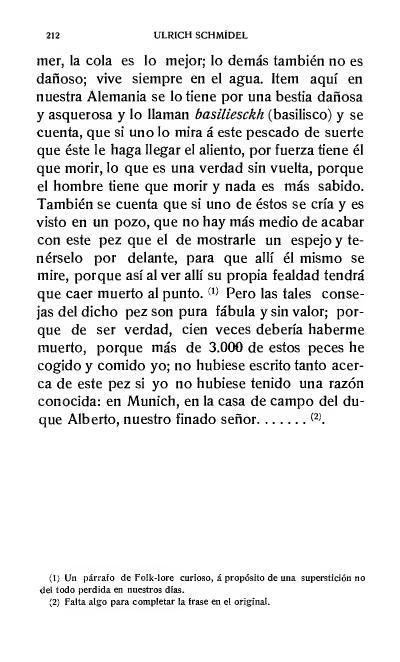 212 ULRICH SCHMÍDEL
mer, la cola es lo mejor; lo demás también no es
dañoso; vive siempre en el agua. Item aquí en
nuestra Alemania se lo tiene por una bestia dañosa
y asquerosa y lo llaman basiliesckh (basilisco) y se
cuenta, que si uno lo mira á este pescado de suerte
que éste le haga llegar el aliento, por fuerza tiene él
que morir, lo que es una verdad sin vuelta, porque
el hombre tiene que morir y nada es más sabido.
También se cuenta que si uno de éstos se cría y es
visto en un pozo, que no hay más medio de acabar
con este pez que el de mostrarle un espejo y te-
nérselo por delante, para que allí él mismo se
mire, porque así al ver allí su propia fealdad tendrá
que caer muerto al punto. (1) Pero las tales conse-
jas del dicho pez son pura fábula y sin valor; por-
que de ser verdad, cien veces debería haberme
muerto, porque más de 3.000 de estos peces he
cogido y comido yo; no hubiese escrito tanto acer-
ca de este pez si yo no hubiese tenido una razón
conocida: en Munich, en la casa de campo del du-
que Alberto, nuestro finado señor. . . . . . . (2).
(1) Un párrafo de Folk-lore curioso, á propósito de una superstición no
del todo perdida en nuestros días.
(2) Falta algo para completar la frase en el original.